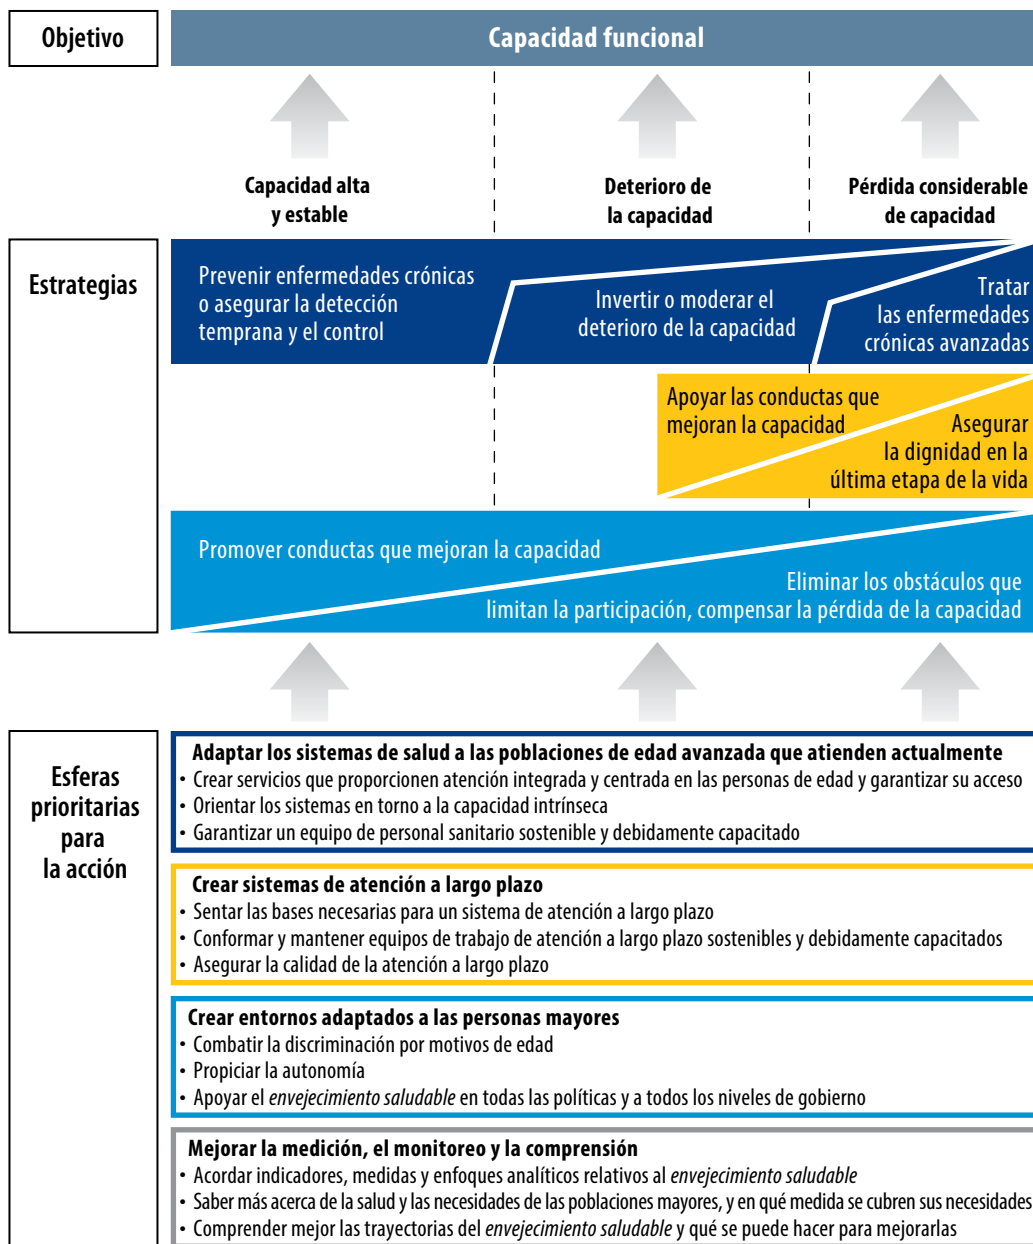 Objetivo
Capacidad funcional
Capacidad alta
y estable
Deterioro de
la capacidad
Pérdida considerable
de capacidad
Estrategias
Prevenir enfermedades crónicas
o asegurar la detección
temprana y el control
Invertir o moderar el
deterioro de la capacidad
Tratar
las enfermedades
crónicas avanzadas
Apoyar las conductas que
mejoran la capacidad
Asegurar
la dignidad en la
última etapa de la vida
Promover conductas que mejoran la capacidad
Eliminar los obstáculos que
limitan la participación, compensar la pérdida de la capacidad
Esferas
prioritarias
para
la acción
Adaptar los sistemas de salud a las poblaciones de edad avanzada que atienden actualmente
• Crear servicios que proporcionen atención integrada y centrada en las personas de edad y garantizar su acceso
• Orientar los sistemas en torno a la capacidad intrínseca
• Garantizar un equipo de personal sanitario sostenible y debidamente capacitado
Crear sistemas de atención a largo plazo
• Sentar las bases necesarias para un sistema de atención a largo plazo
• Conformar y mantener equipos de trabajo de atención a largo plazo sostenibles y debidamente capacitados
• Asegurar la calidad de la atención a largo plazo
Crear entornos adaptados a las personas mayores
• Combatir la discriminación por motivos de edad
• Propiciar la autonomía
• Apoyar el envejecimiento saludable en todas las políticas y a todos los niveles de gobierno
Mejorar la medición, el monitoreo y la comprensión
• Acordar indicadores, medidas y enfoques analíticos relativos al envejecimiento saludable
• Saber más acerca de la salud y las necesidades de las poblaciones mayores, y en qué medida se cubren sus necesidades
• Comprender mejor las trayectorias del envejecimiento saludable y qué se puede hacer para mejorarlas